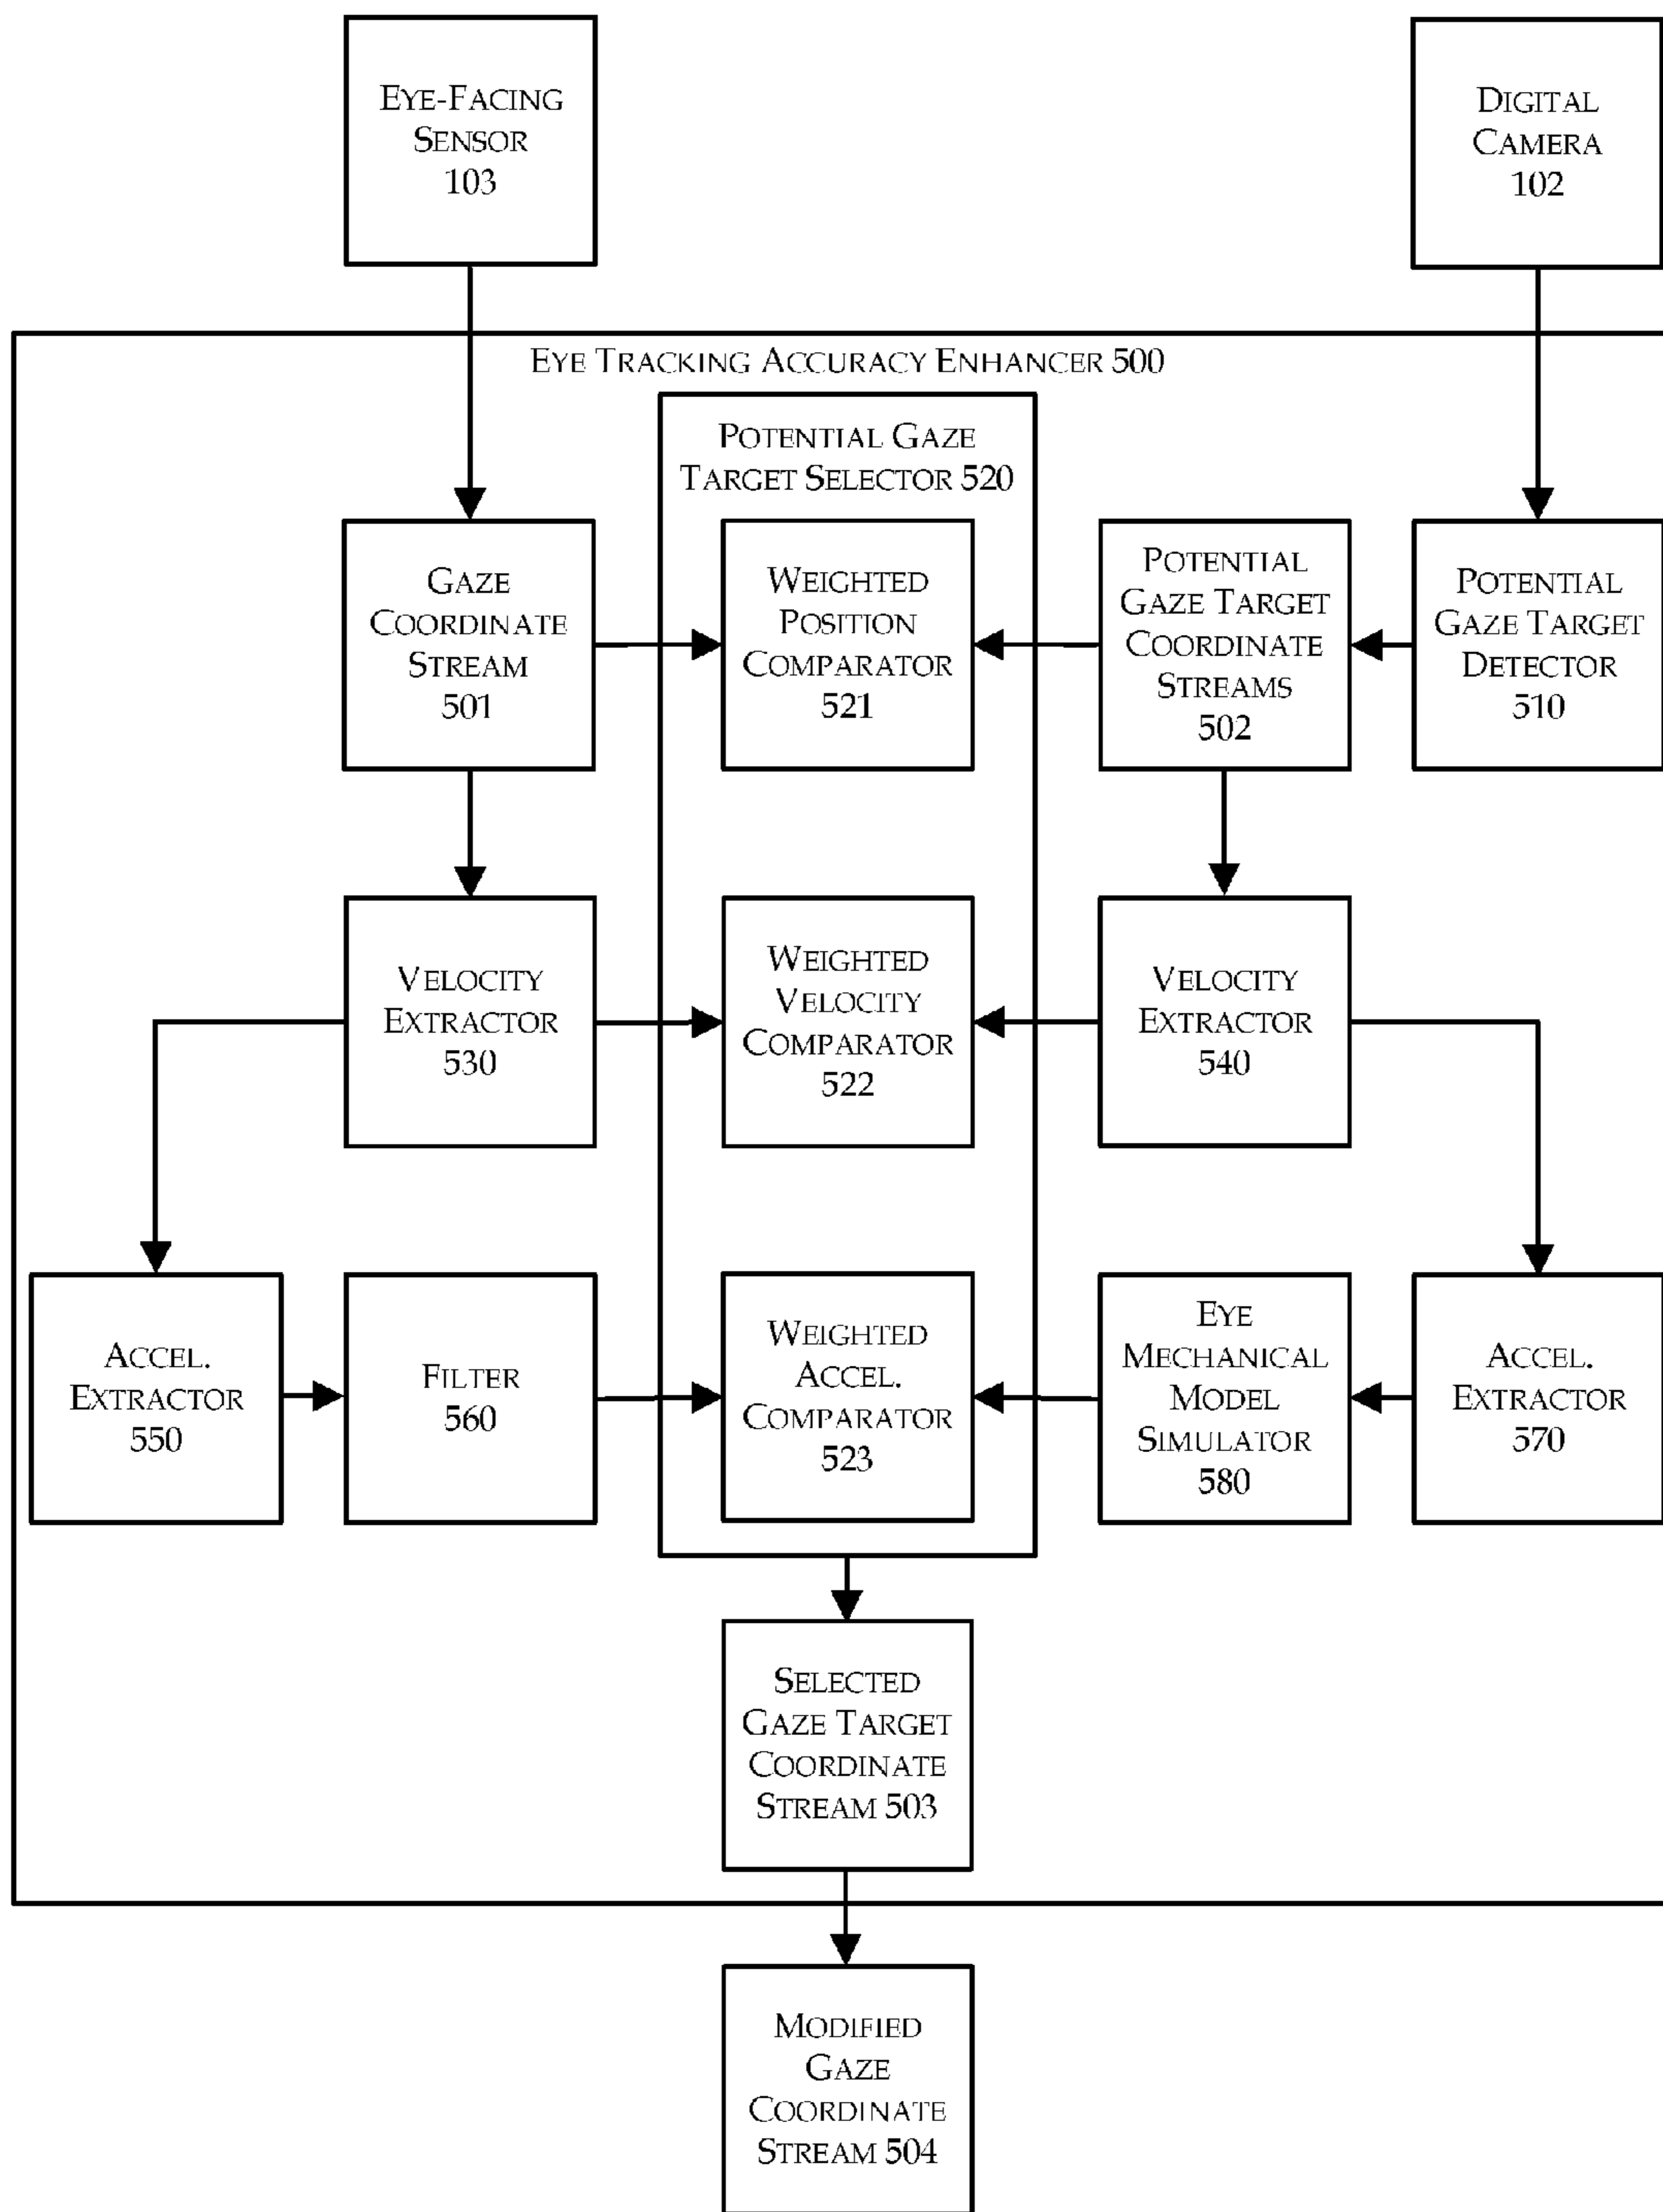 EYE-FACING
SENSOR
103
DIGITAL
CAMERA
102
EYE TRACKING ACCURACY ENHANCER 500
POTENTIAL GAZE
TARGET SELECTOR 520
GAZE
COORDINATE
STREAM
501
WEIGHTED
POSITION
COMPARATOR
521
POTENTIAL
GAZE TARGET
COORDINATE
STREAMS
502
POTENTIAL
GAZE TARGET
DETECTOR
510
VELOCITY
EXTRACTOR
530
WEIGHTED
VELOCITY
COMPARATOR
522
VELOCITY
EXTRACTOR
540
ACCEL.
EXTRACTOR
550
FILTER
560
WEIGHTED
ACCEL.
COMPARATOR
523
EYE
MECHANICAL
MODEL
SIMULATOR
580
ACCEL.
EXTRACTOR
570
SELECTED
GAZE TARGET
COORDINATE
STREAM 503
MODIFIED
GAZE
COORDINATE
STREAM 504